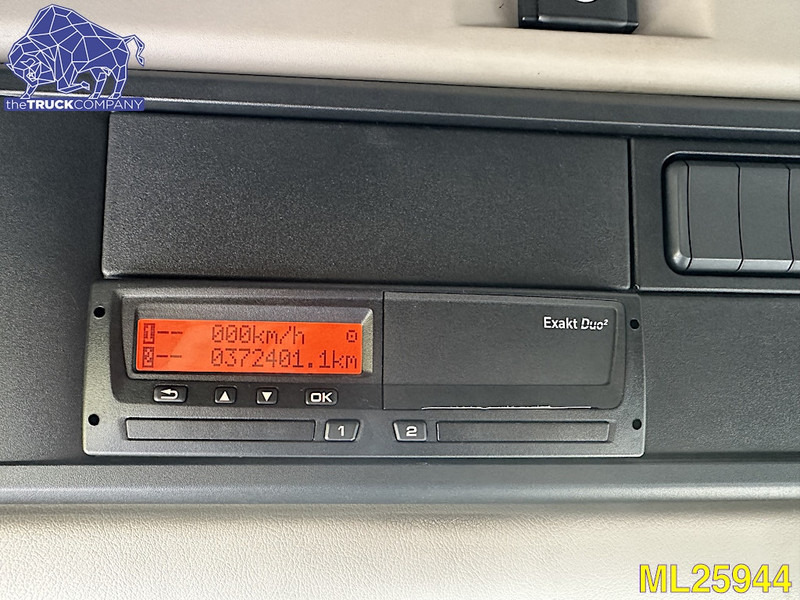 theTRUCKCOMPANY
Exakt Duo²
1-- 000km/h
2-- 0372401.1km
OK
1 2
ML25944